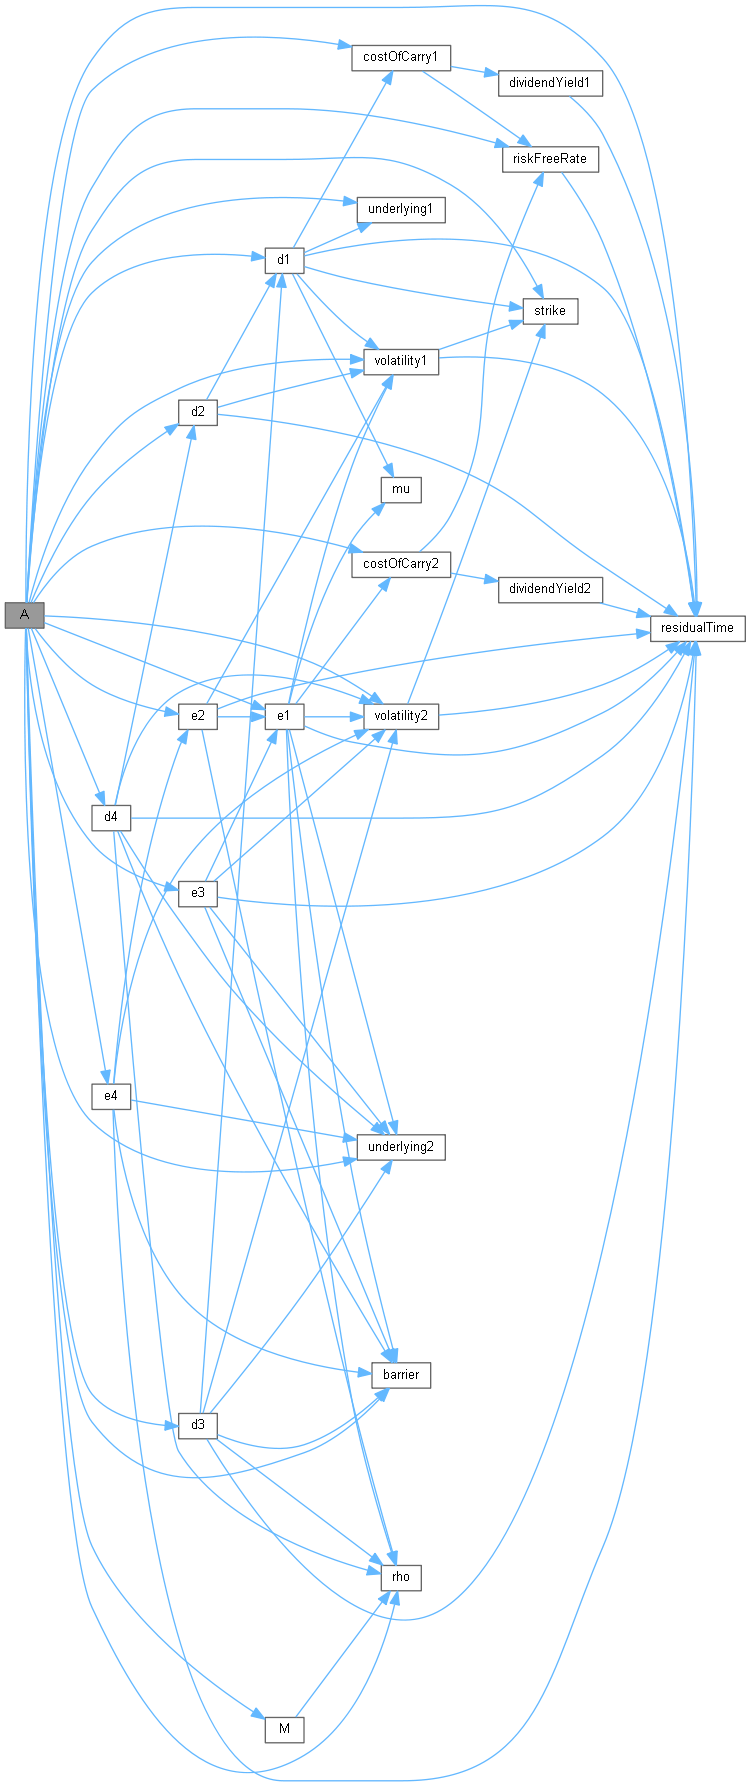 costOfCarry1
dividendYield1
riskFreeRate
underlying1
d1
strike
volatility1
d2
mu
costOfCarry2
dividendYield2
A
residualTime
e2
e1
volatility2
d4
e3
e4
underlying2
barrier
d3
rho
M